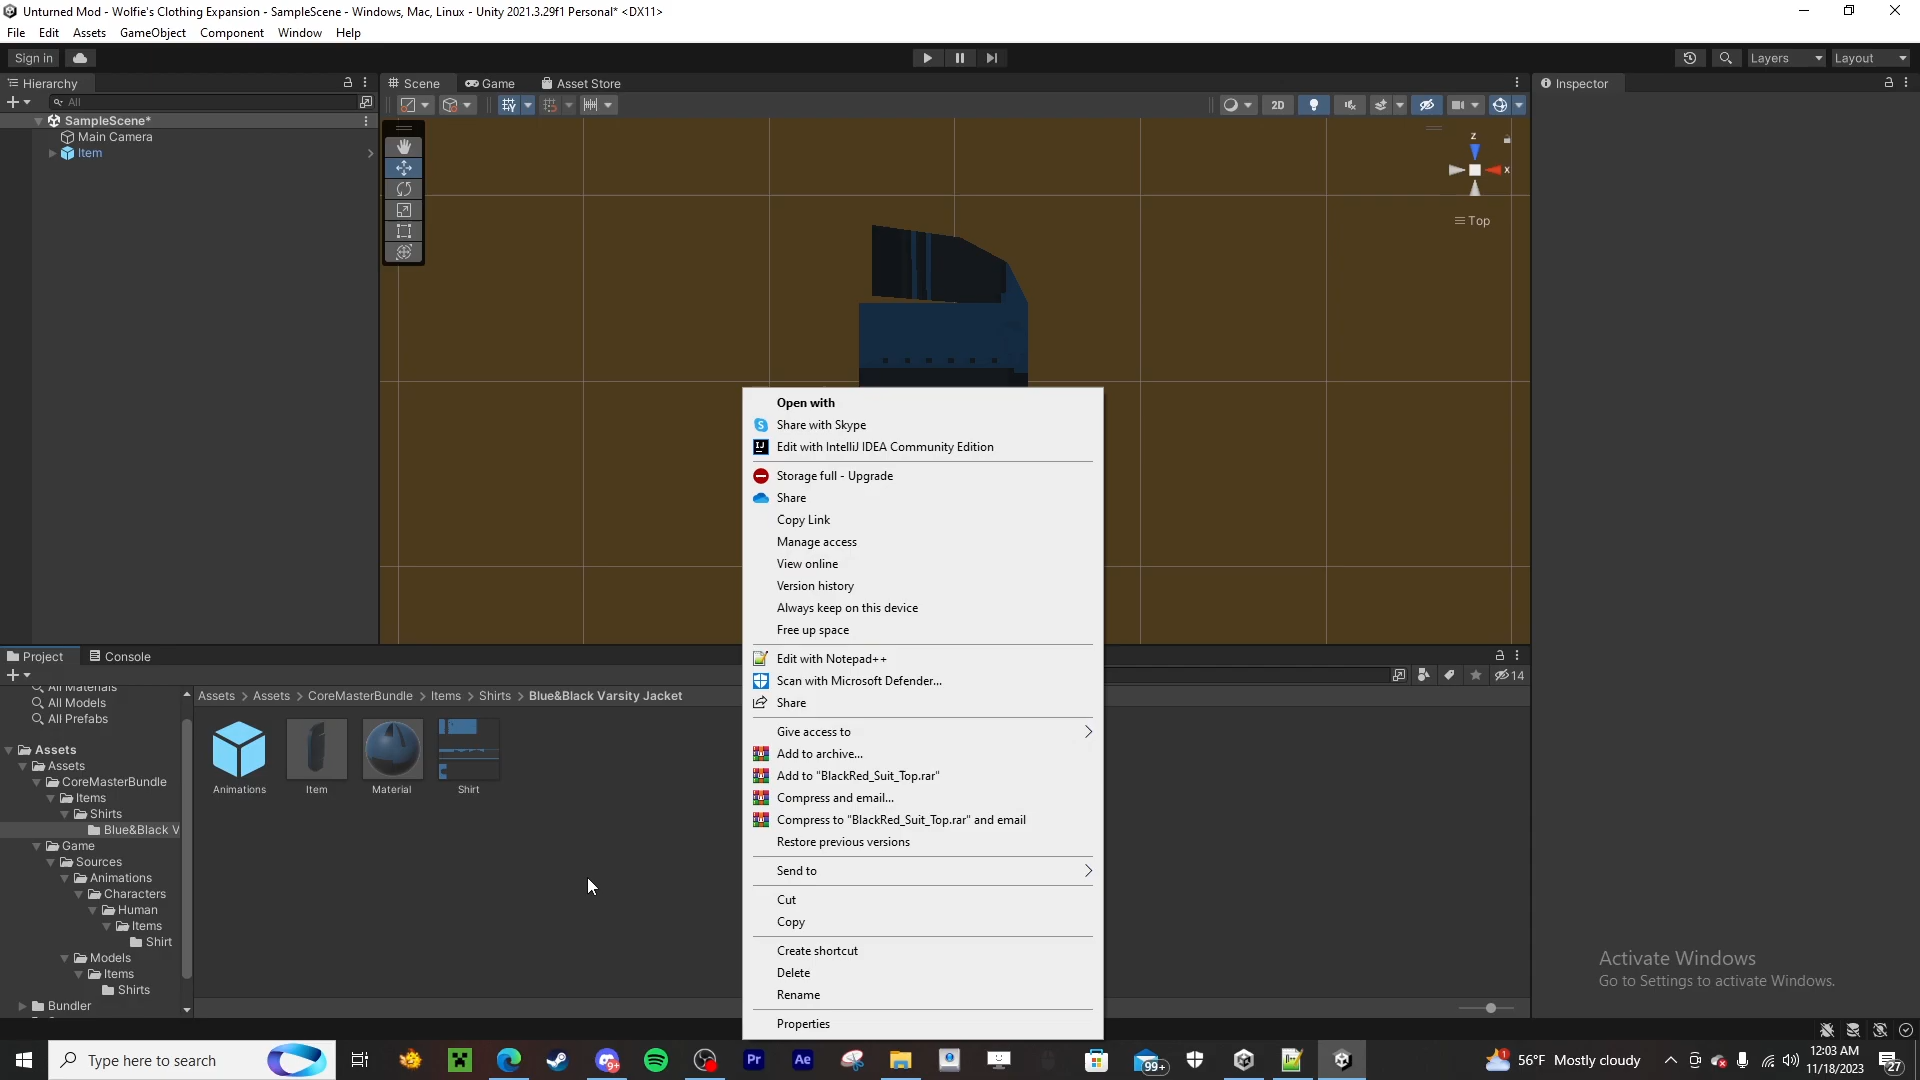 Unturned Mod - Wolfie's Clothing Expansion - SampleScene - Windows, Mac, Linux - Unity 2021.3.29f1 Personal* <DX11>
File Edit Assets GameObject Component Window Help
Sign in
Layers
Layout
Hierarchy
Scene
Game
Asset Store
Inspector
All
2D
SampleScene*
Main Camera
Item
z
x
Top
Open with
Share with Skype
Edit with IntelliJ IDEA Community Edition
Storage full - Upgrade
Share
Copy Link
Manage access
View online
Version history
Always keep on this device
Free up space
Edit with Notepad++
Scan with Microsoft Defender...
Share
Give access to
Add to archive...
Add to "BlackRed_Suit_Top.rar"
Compress and email...
Compress to "BlackRed_Suit_Top.rar" and email
Restore previous versions
Send to
Cut
Copy
Create shortcut
Delete
Rename
Properties
Project
Console
14
All Materials
All Models
All Prefabs
Assets
Assets
CoreMasterBundle
Items
Shirts
Blue&Black V
Game
Sources
Animations
Characters
Human
Items
Shirt
Models
Items
Shirts
Bundler
Assets > Assets > CoreMasterBundle > Items > Shirts > Blue&Black Varsity Jacket
Animations
Item
Material
Shirt
Activate Windows
Go to Settings to activate Windows.
Type here to search
Pr
Ae
99+
56°F Mostly cloudy
12:03 AM
11/18/2023
27